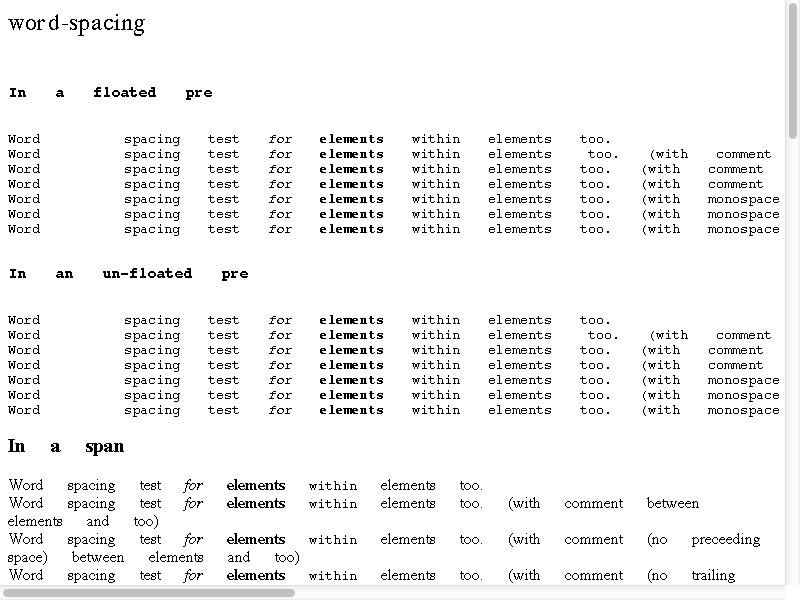 word-spacing
In a floated pre
Word spacing test for elements within elements too.
Word spacing test for elements within elements too. (with comment
Word spacing test for elements within elements too. (with comment
Word spacing test for elements within elements too. (with comment
Word spacing test for elements within elements too. (with monospace
Word spacing test for elements within elements too. (with monospace
Word spacing test for elements within elements too. (with monospace
In an un-floated pre
Word spacing test for elements within elements too.
Word spacing test for elements within elements too. (with comment
Word spacing test for elements within elements too. (with comment
Word spacing test for elements within elements too. (with comment
Word spacing test for elements within elements too. (with monospace
Word spacing test for elements within elements too. (with monospace
Word spacing test for elements within elements too. (with monospace
In a span
Word spacing test for elements within elements too.
Word spacing test for elements within elements too. (with comment between
elements and too)
Word spacing test for elements within elements too. (with comment (no preceeding
space) between elements and too)
Word spacing test for elements within elements too. (with comment (no trailing